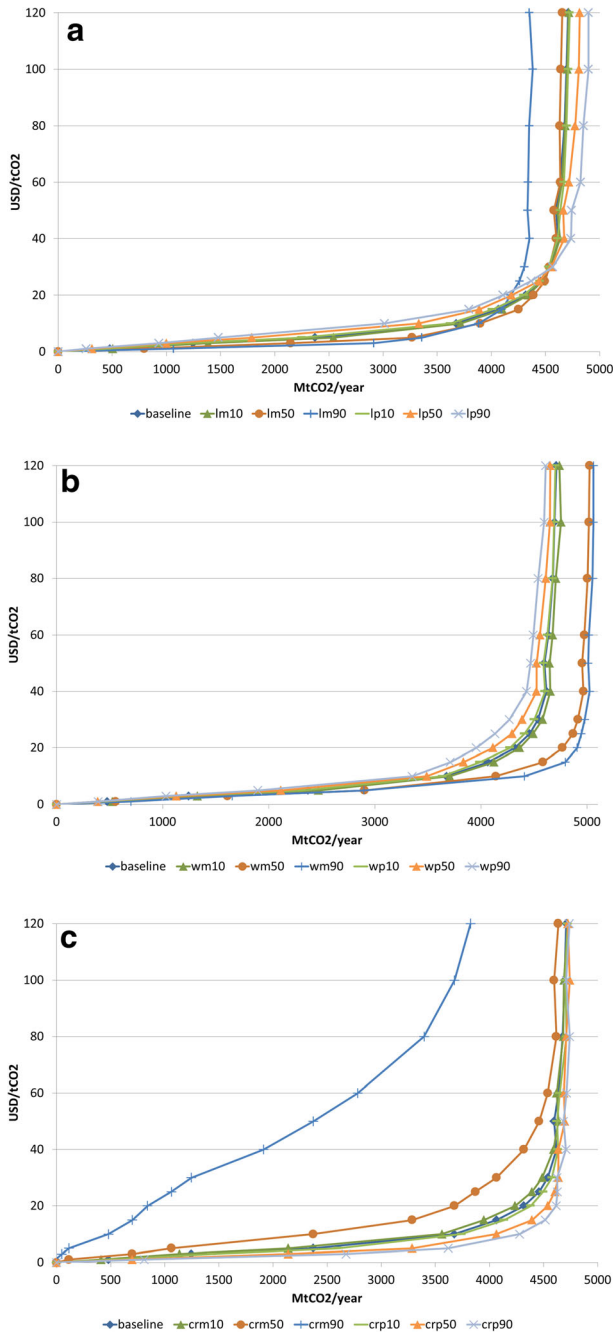 a
120
100
80
60
40
20
0
USD/tCO2
0 500 1000 1500 2000 2500 3000 3500 4000 4500 5000
MtCO2/year
baseline lm10 lm50 lm90 lp10 lp50 lp90
b
120
100
80
60
40
20
0
USD/tCO2
0 1000 2000 3000 4000 5000
MtCO2/year
baseline wm10 wm50 wm90 wp10 wp50 wp90
c
120
100
80
60
40
20
0
USD/tCO2
0 500 1000 1500 2000 2500 3000 3500 4000 4500 5000
MtCO2/year
baseline crm10 crm50 crm90 crp10 crp50 crp90